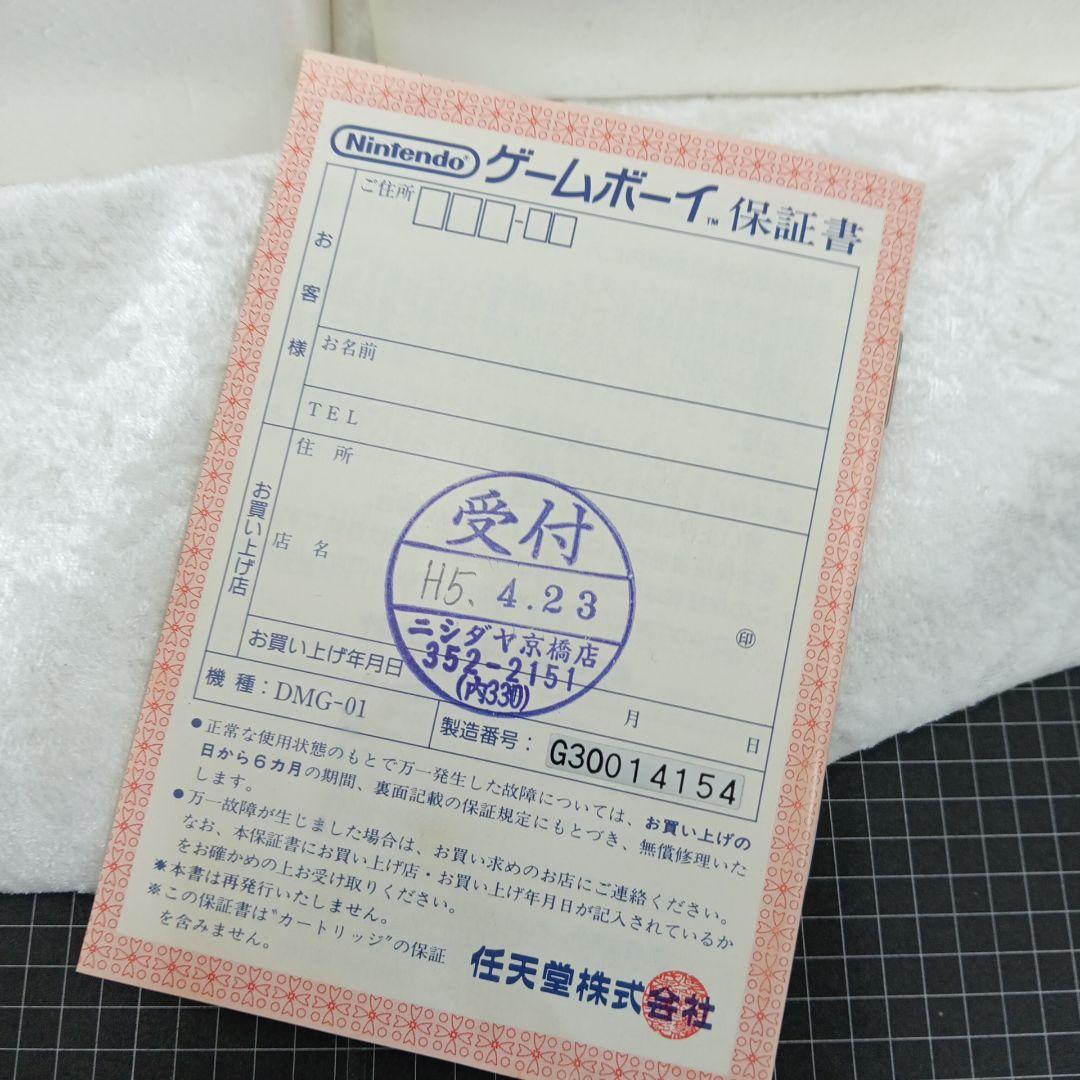 Nintendo ゲームボーイ™ 保証書
お客様
ご住所
お名前
TEL
お買い上げ店
住所
店名
印
受付
H5. 4.23
ニシダヤ京橋店
352-2151
(内330)
お買い上げ年月日
月
日
機種：DMG-01
製造番号：G30014154
●正常な使用状態のもとで万一発生した故障については、お買い上げの
日から6カ月の期間、裏面記載の保証規定にもとづき、無償修理いた
します。
●万一故障が生じました場合は、お買い求めのお店にご連絡ください。
なお、本保証書にお買い上げ店・お買い上げ年月日が記入されているか
をお確かめの上お受け取りください。
※本書は再発行いたしません。
※この保証書は"カートリッジ"の保証
を含みません。
任天堂株式会社